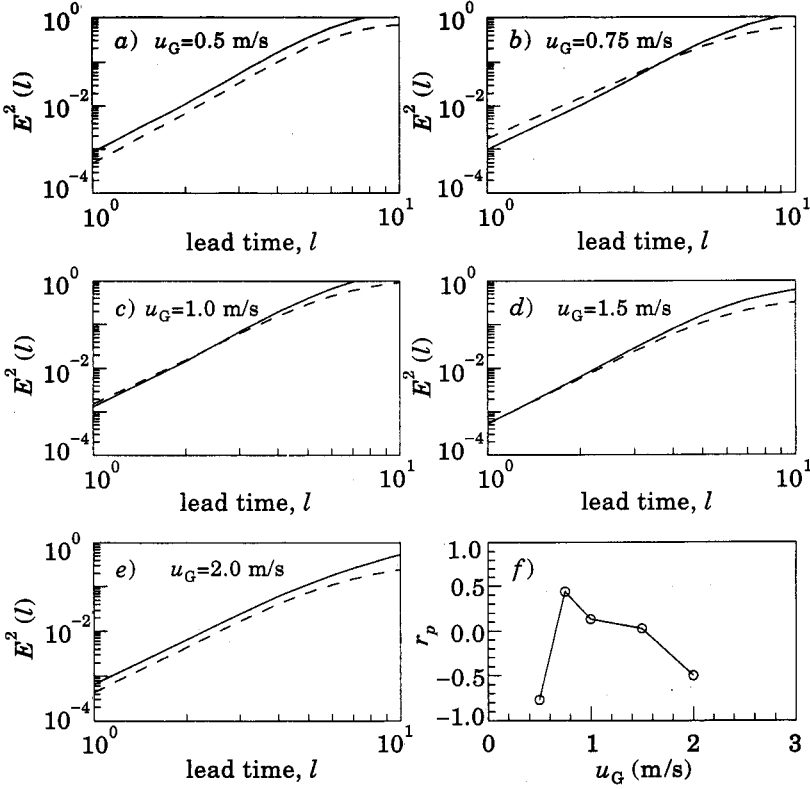 a) u_G=0.5 m/s
E² (l)
10⁰
10⁻²
10⁻⁴
10⁰ 10¹
lead time, l
b) u_G=0.75 m/s
E² (l)
10⁰
10⁻²
10⁻⁴
10⁰ 10¹
lead time, l
c) u_G=1.0 m/s
E² (l)
10⁰
10⁻²
10⁻⁴
10⁰ 10¹
lead time, l
d) u_G=1.5 m/s
E² (l)
10⁰
10⁻²
10⁻⁴
10⁰ 10¹
lead time, l
e) u_G=2.0 m/s
E² (l)
10⁰
10⁻²
10⁻⁴
10⁰ 10¹
lead time, l
f)
r_p
1.0
0.5
0.0
−0.5
−1.0
0 1 2 3
u_G (m/s)